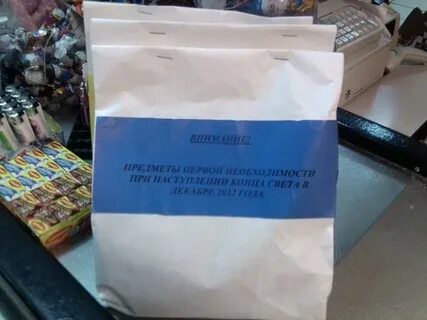 ВНИМАНИЕ!
ПРЕДМЕТЫ ПЕРВОЙ НЕОБХОДИМОСТИ
ПРИ НАСТУПЛЕНИИ КОНЦА СВЕТА В
ДЕКАБРЕ 2012 ГОДА.